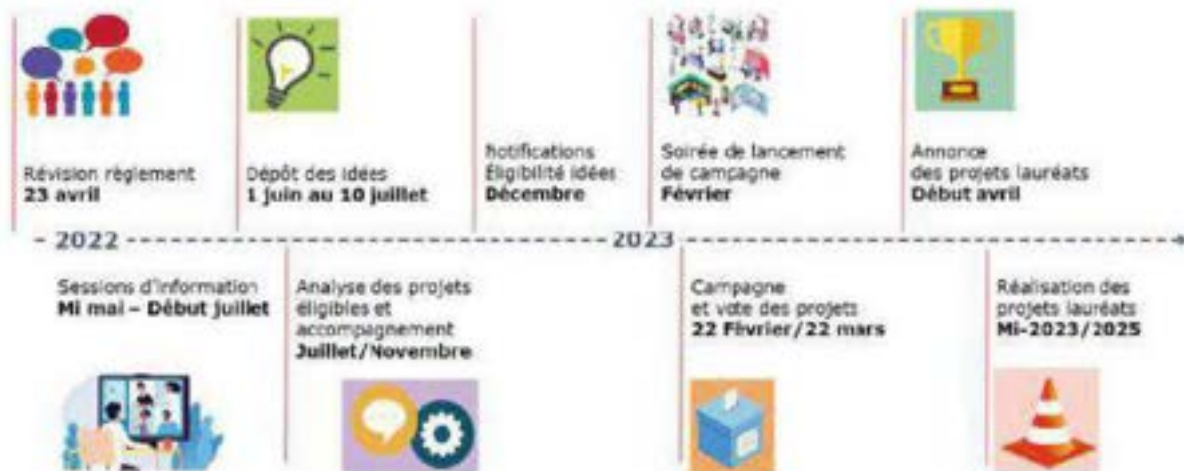 Révision règlement
23 avril
Dépôt des idées
1 juin au 10 juillet
Notifications
Éligibilité idées
Décembre
Soirée de lancement
de campagne
Février
Annonce
des projets lauréats
Début avril
2022
2023
Sessions d'information
Mi mai – Début juillet
Analyse des projets
éligibles et
accompagnement
Juillet/Novembre
Campagne
et vote des projets
22 Février/22 mars
Réalisation des
projets lauréats
Mi-2023/2025